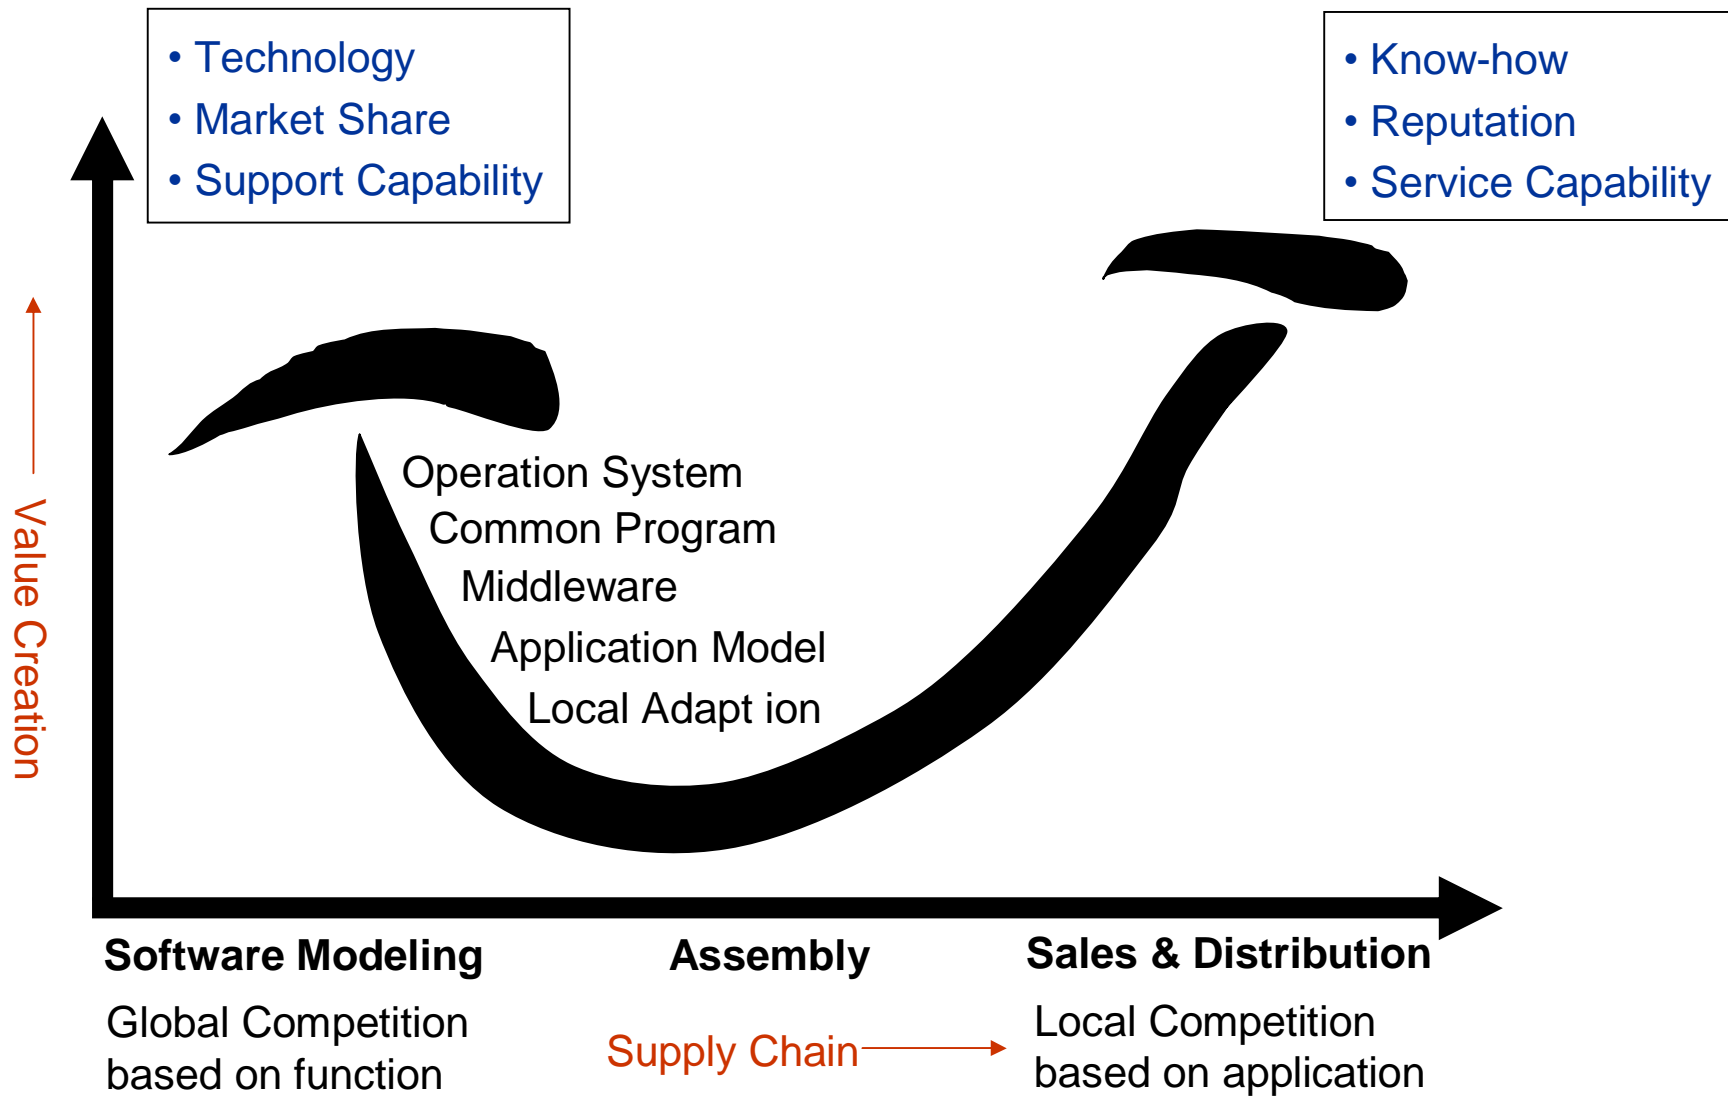 • Technology
• Market Share
• Support Capability
• Know-how
• Reputation
• Service Capability
Value Creation
Operation System
Common Program
Middleware
Application Model
Local Adapt ion
Software Modeling
Assembly
Sales & Distribution
Global Competition
based on function
Supply Chain
Local Competition
based on application